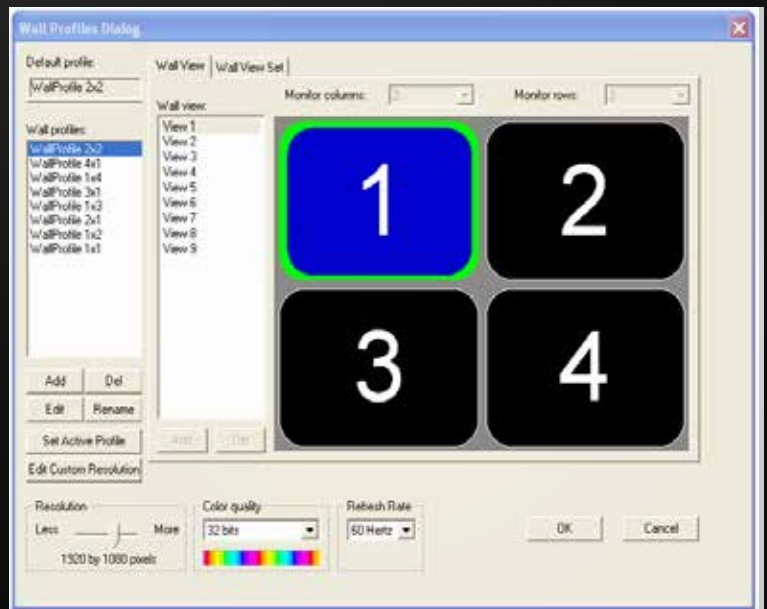 Wall Profiles Dialog
Default profile:
WallProfile 2x2
Wall profiles:
WallProfile 2x2
WallProfile 4x1
WallProfile 1x4
WallProfile 3x1
WallProfile 1x3
WallProfile 2x1
WallProfile 1x2
WallProfile 1x1
Add Del
Edit Rename
Set Active Profile
Edit Custom Resolution
Wall View Wall View Set
Wall view:
View 1
View 2
View 3
View 4
View 5
View 6
View 7
View 8
View 9
Add Del
Monitor columns: Monitor rows:
1 2
3 4
Resolution
Less More
1920 by 1080 pixels
Color quality
32 bits
Refresh Rate
60 Hertz
OK Cancel